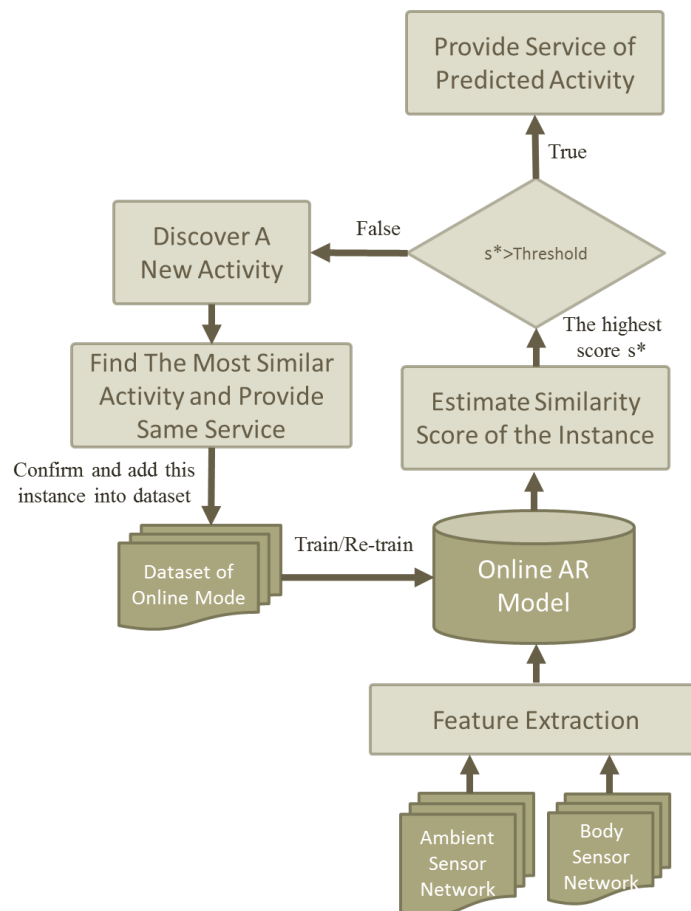 Provide Service of
Predicted Activity
True
False
s*>Threshold
Discover A
New Activity
The highest
score s*
Find The Most Similar
Activity and Provide
Same Service
Estimate Similarity
Score of the Instance
Confirm and add this
instance into dataset
Train/Re-train
Dataset of
Online Mode
Online AR
Model
Feature Extraction
Ambient
Sensor
Network
Body
Sensor
Network